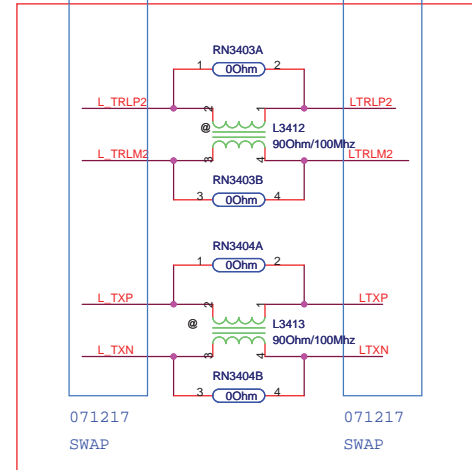 RN3403A
1 0Ohm 2
L_TRLP2 2 1 LTRLP2
@ L3412
90Ohm/100Mhz
L_TRLM2 3 4 LTRLM2
RN3403B
3 0Ohm 4
RN3404A
1 0Ohm 2
L_TXP 2 1 LTXP
@ L3413
90Ohm/100Mhz
L_TXN 3 4 LTXN
3 0Ohm 4
RN3404B
071217 071217
SWAP SWAP